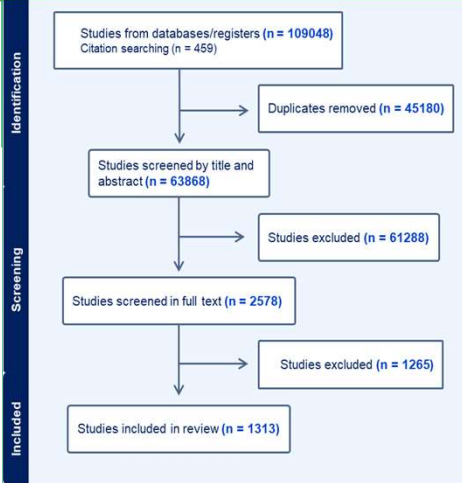 Identification
Studies from databases/registers (n = 109048)
Citation searching (n = 459)
Duplicates removed (n = 45180)
Studies screened by title and
abstract (n = 63868)
Screening
Studies excluded (n = 61288)
Studies screened in full text (n = 2578)
Studies excluded (n = 1265)
Included
Studies included in review (n = 1313)